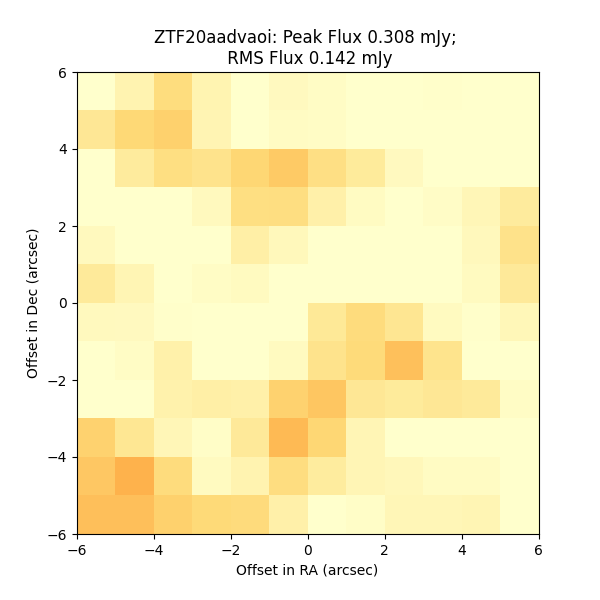 ZTF20aadvaoi: Peak Flux 0.308 mJy;
RMS Flux 0.142 mJy
6
4
2
0
−2
−4
−6
Offset in Dec (arcsec)
−6 −4 −2 0 2 4 6
Offset in RA (arcsec)